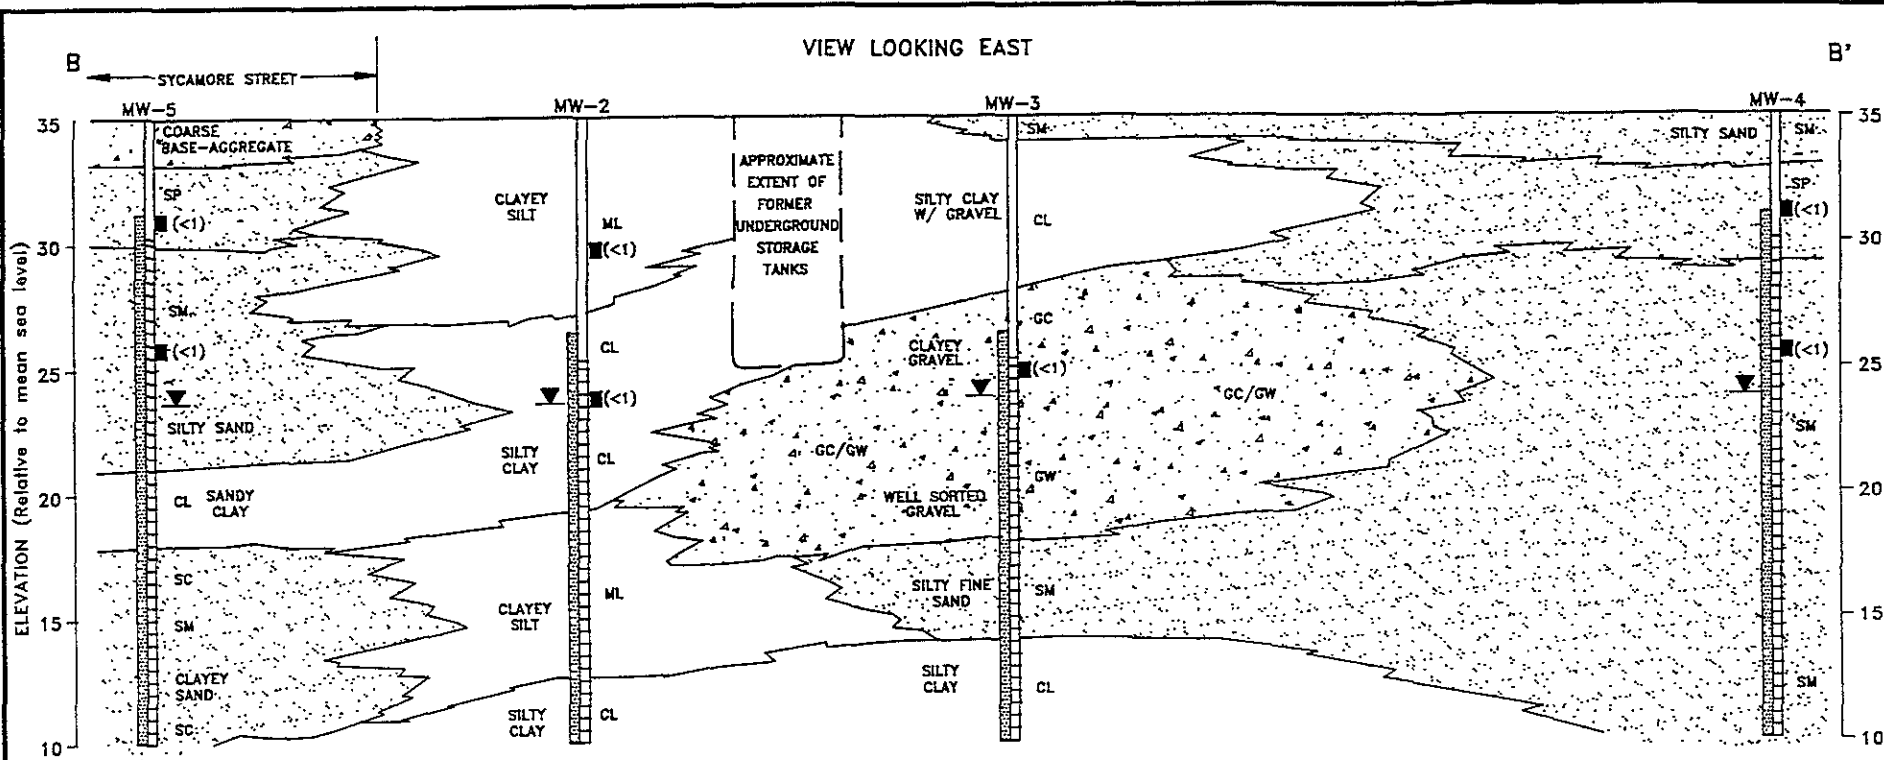 VIEW LOOKING EAST
B
B'
SYCAMORE STREET
MW-5
MW-2
MW-3
MW-4
35
30
25
20
15
10
ELEVATION (Relative to mean sea level)
COARSE
BASE-AGGREGATE
SP
(<1)
SM
(<1)
SILTY SAND
CL
SANDY
CLAY
SC
SM
CLAYEY
SAND
SC
CLAYEY
SILT
ML
(<1)
CL
(<1)
SILTY
CLAY
CL
CLAYEY
SILT
ML
SILTY
CLAY
CL
APPROXIMATE
EXTENT OF
FORMER
UNDERGROUND
STORAGE
TANKS
SM
SILTY CLAY
W/ GRAVEL
CL
GC
CLAYEY
GRAVEL
(<1)
GC/GW
GC/GW
GW
WELL SORTED
GRAVEL
SILTY FINE
SAND
SM
SILTY
CLAY
CL
SILTY SAND
SM
SP
(<1)
(<1)
SM
SM
35
30
25
20
15
10